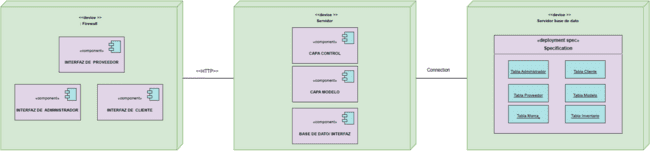 <<device >>
: Firewall
<<component>>
INTERFAZ DE PROVEEDOR
<<component>>
INTERFAZ DE ADMINISTRADOR
<<component>>
INTERFAZ DE CLIENTE
<<HTTP>>
<<device >>
Servidor
<<component>>
CAPA CONTROL
<<component>>
CAPA MODELO
<<component>>
BASE DE DATO/ INTERFAZ
Connection
<<device >>
Servidor base de dato
<<deployment spec>>
Specification
Tabla Administrador
Tabla Cliente
Tabla Proveedor
Tabla Modelo
Tabla Marca
Tabla Inventario